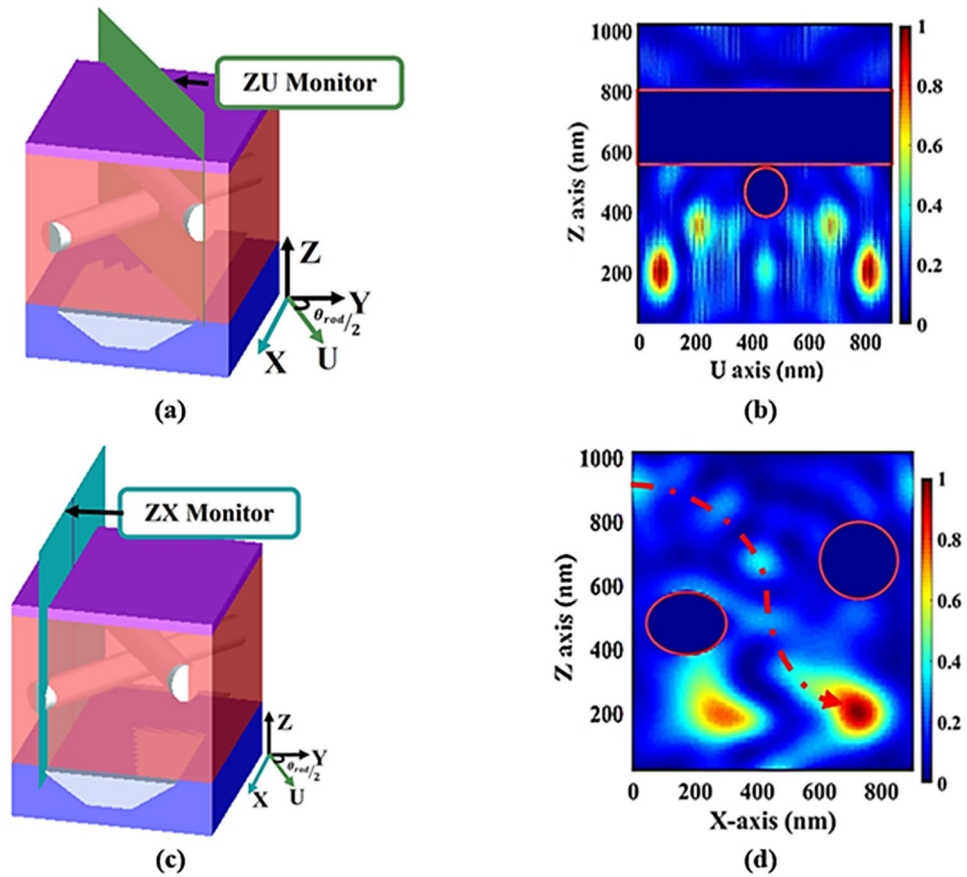 ZU Monitor
Z
Y
θrod/2
X
U
(a)
1000
800
600
400
200
Z axis (nm)
0 200 400 600 800
U axis (nm)
1
0.8
0.6
0.4
0.2
0
(b)
ZX Monitor
Z
Y
θrod/2
X
U
(c)
1000
800
600
400
200
Z axis (nm)
0 200 400 600 800
X-axis (nm)
1
0.8
0.6
0.4
0.2
0
(d)